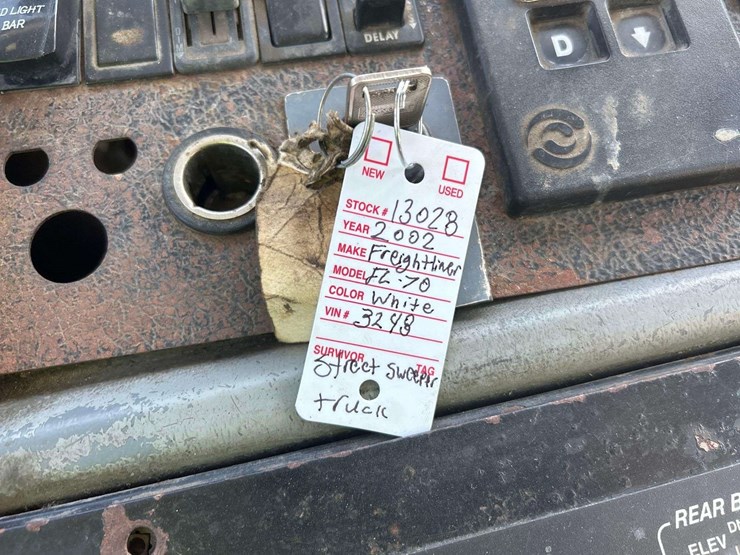 D LIGHT
BAR
DELAY
D
NEW
USED
STOCK # 13028
YEAR 2002
MAKE Freightliner
MODEL FL-70
COLOR White
VIN # 3248
SURVIVOR TAG
Street Sweeper
truck
REAR B
ELEV DN